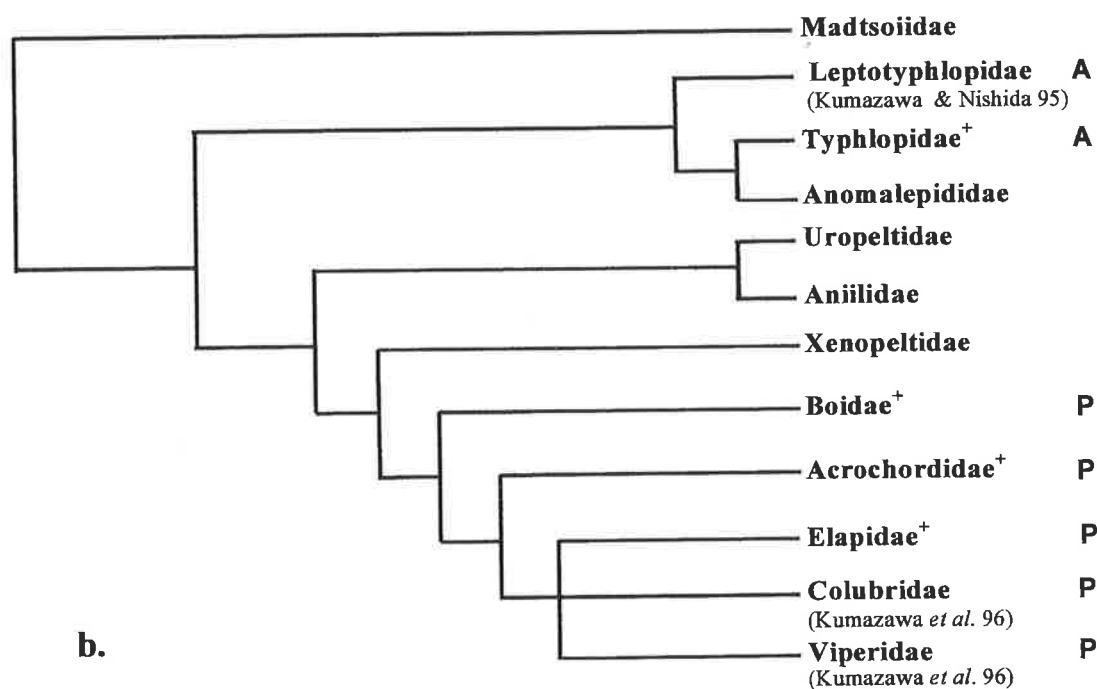 Madtsoiidae
Leptotyphlopidae A
(Kumazawa & Nishida 95)
Typhlopidae+ A
Anomalepididae
Uropeltidae
Aniilidae
Xenopeltidae
Boidae+ P
Acrochordidae+ P
Elapidae+ P
Colubridae P
(Kumazawa et al. 96)
Viperidae P
(Kumazawa et al. 96)
b.